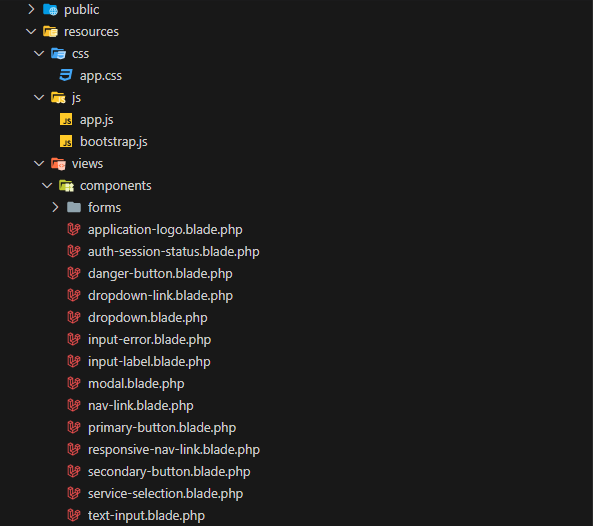 public
resources
css
app.css
js
app.js
bootstrap.js
views
components
forms
application-logo.blade.php
auth-session-status.blade.php
danger-button.blade.php
dropdown-link.blade.php
dropdown.blade.php
input-error.blade.php
input-label.blade.php
modal.blade.php
nav-link.blade.php
primary-button.blade.php
responsive-nav-link.blade.php
secondary-button.blade.php
service-selection.blade.php
text-input.blade.php